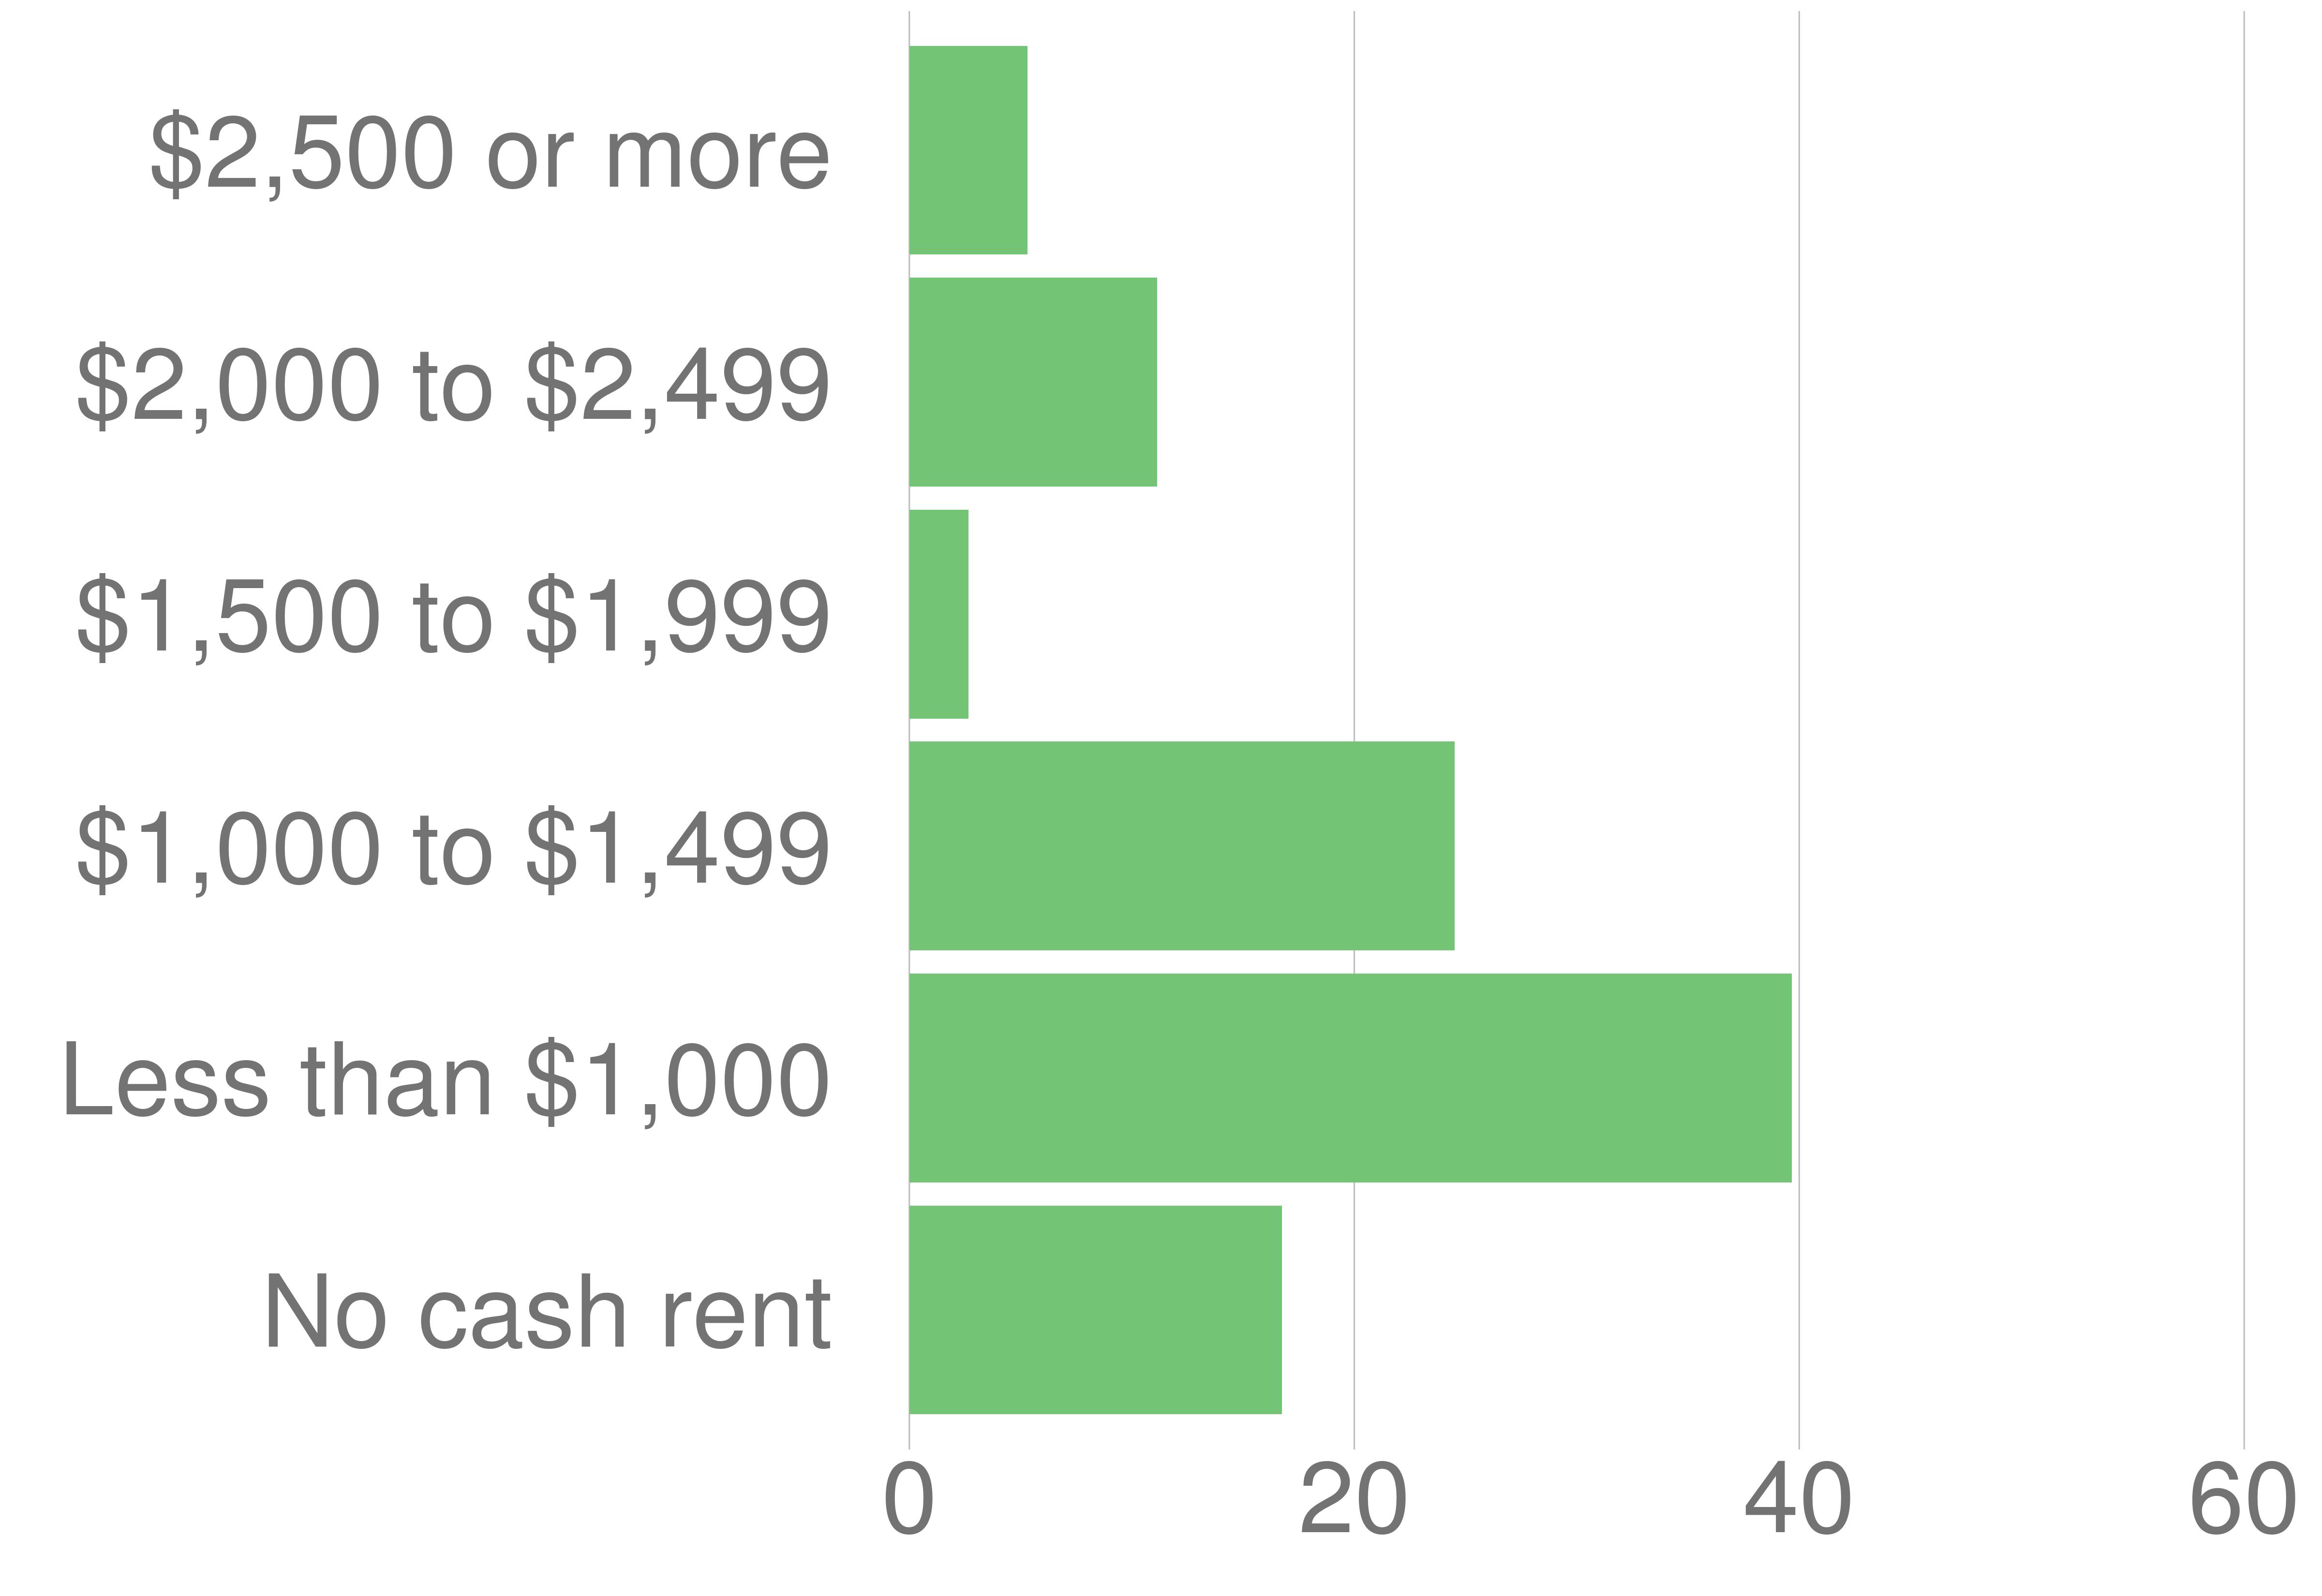 $2,500 or more
$2,000 to $2,499
$1,500 to $1,999
$1,000 to $1,499
Less than $1,000
No cash rent
0 20 40 60